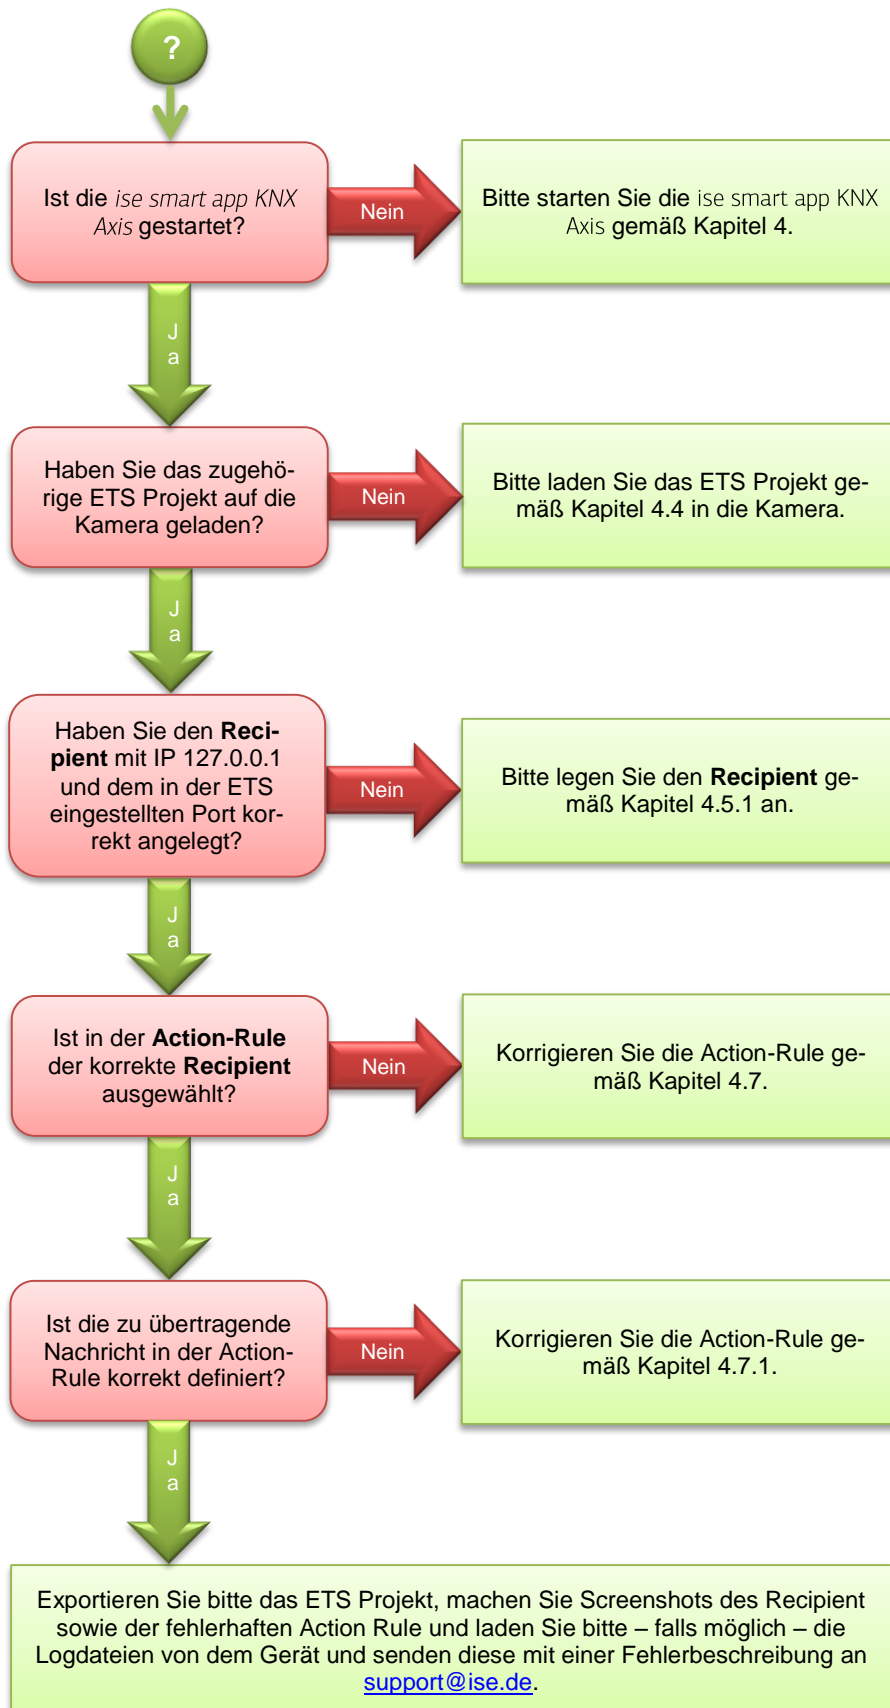 ?
Ist die ise smart app KNX
Axis gestartet?
Nein
Bitte starten Sie die ise smart app KNX
Axis gemäß Kapitel 4.
J
a
Haben Sie das zugehö-
rige ETS Projekt auf die
Kamera geladen?
Nein
Bitte laden Sie das ETS Projekt ge-
mäß Kapitel 4.4 in die Kamera.
J
a
Haben Sie den Reci-
pient mit IP 127.0.0.1
und dem in der ETS
eingestellten Port kor-
rekt angelegt?
Nein
Bitte legen Sie den Recipient ge-
mäß Kapitel 4.5.1 an.
J
a
Ist in der Action-Rule
der korrekte Recipient
ausgewählt?
Nein
Korrigieren Sie die Action-Rule ge-
mäß Kapitel 4.7.
J
a
Ist die zu übertragende
Nachricht in der Action-
Rule korrekt definiert?
Nein
Korrigieren Sie die Action-Rule ge-
mäß Kapitel 4.7.1.
J
a
Exportieren Sie bitte das ETS Projekt, machen Sie Screenshots des Recipient
sowie der fehlerhaften Action Rule und laden Sie bitte – falls möglich – die
Logdateien von dem Gerät und senden diese mit einer Fehlerbeschreibung an
support@ise.de.